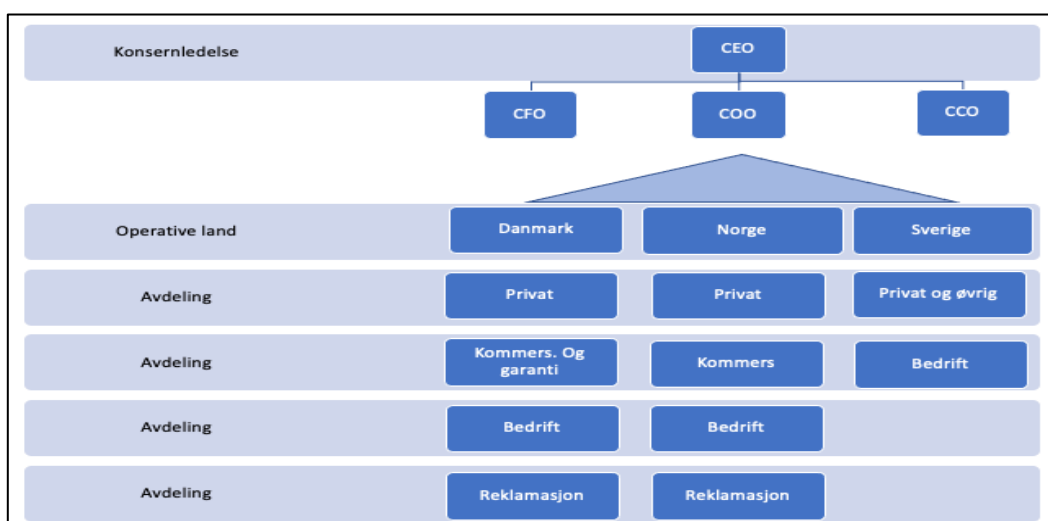 Konsernledelse
CEO
CFO
COO
CCO
Operative land
Danmark
Norge
Sverige
Avdeling
Privat
Privat
Privat og øvrig
Avdeling
Kommers. Og
garanti
Kommers
Bedrift
Avdeling
Bedrift
Bedrift
Avdeling
Reklamasjon
Reklamasjon